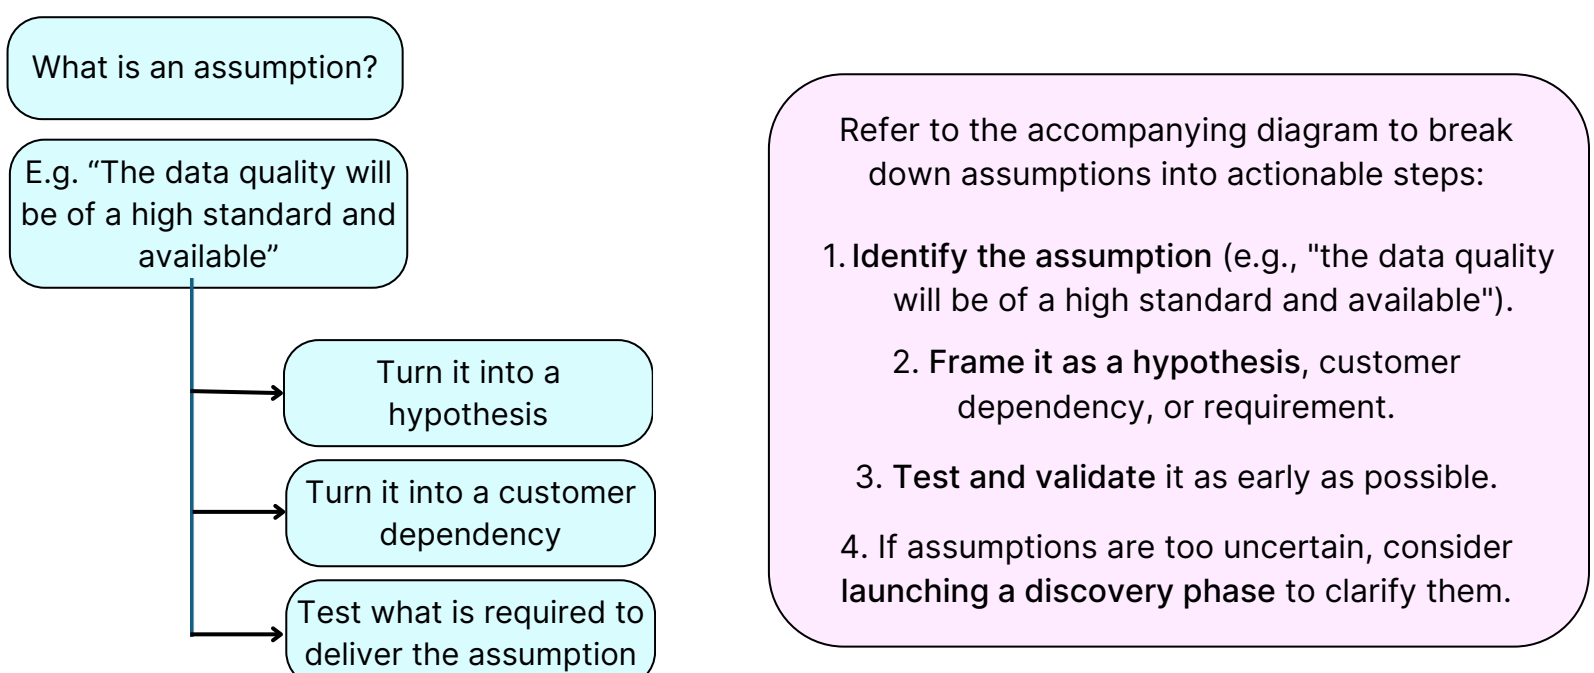 What is an assumption?
E.g. “The data quality will
be of a high standard and
available”
Turn it into a
hypothesis
Turn it into a customer
dependency
Test what is required to
deliver the assumption
Refer to the accompanying diagram to break
down assumptions into actionable steps:
1. Identify the assumption (e.g., "the data quality
will be of a high standard and available").
2. Frame it as a hypothesis, customer
dependency, or requirement.
3. Test and validate it as early as possible.
4. If assumptions are too uncertain, consider
launching a discovery phase to clarify them.